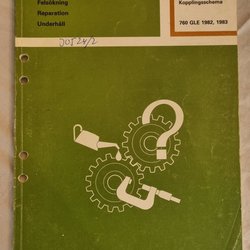 Felsökning
Reparation
Underhåll
Kopplingsschema
760 GLE 1982, 1983